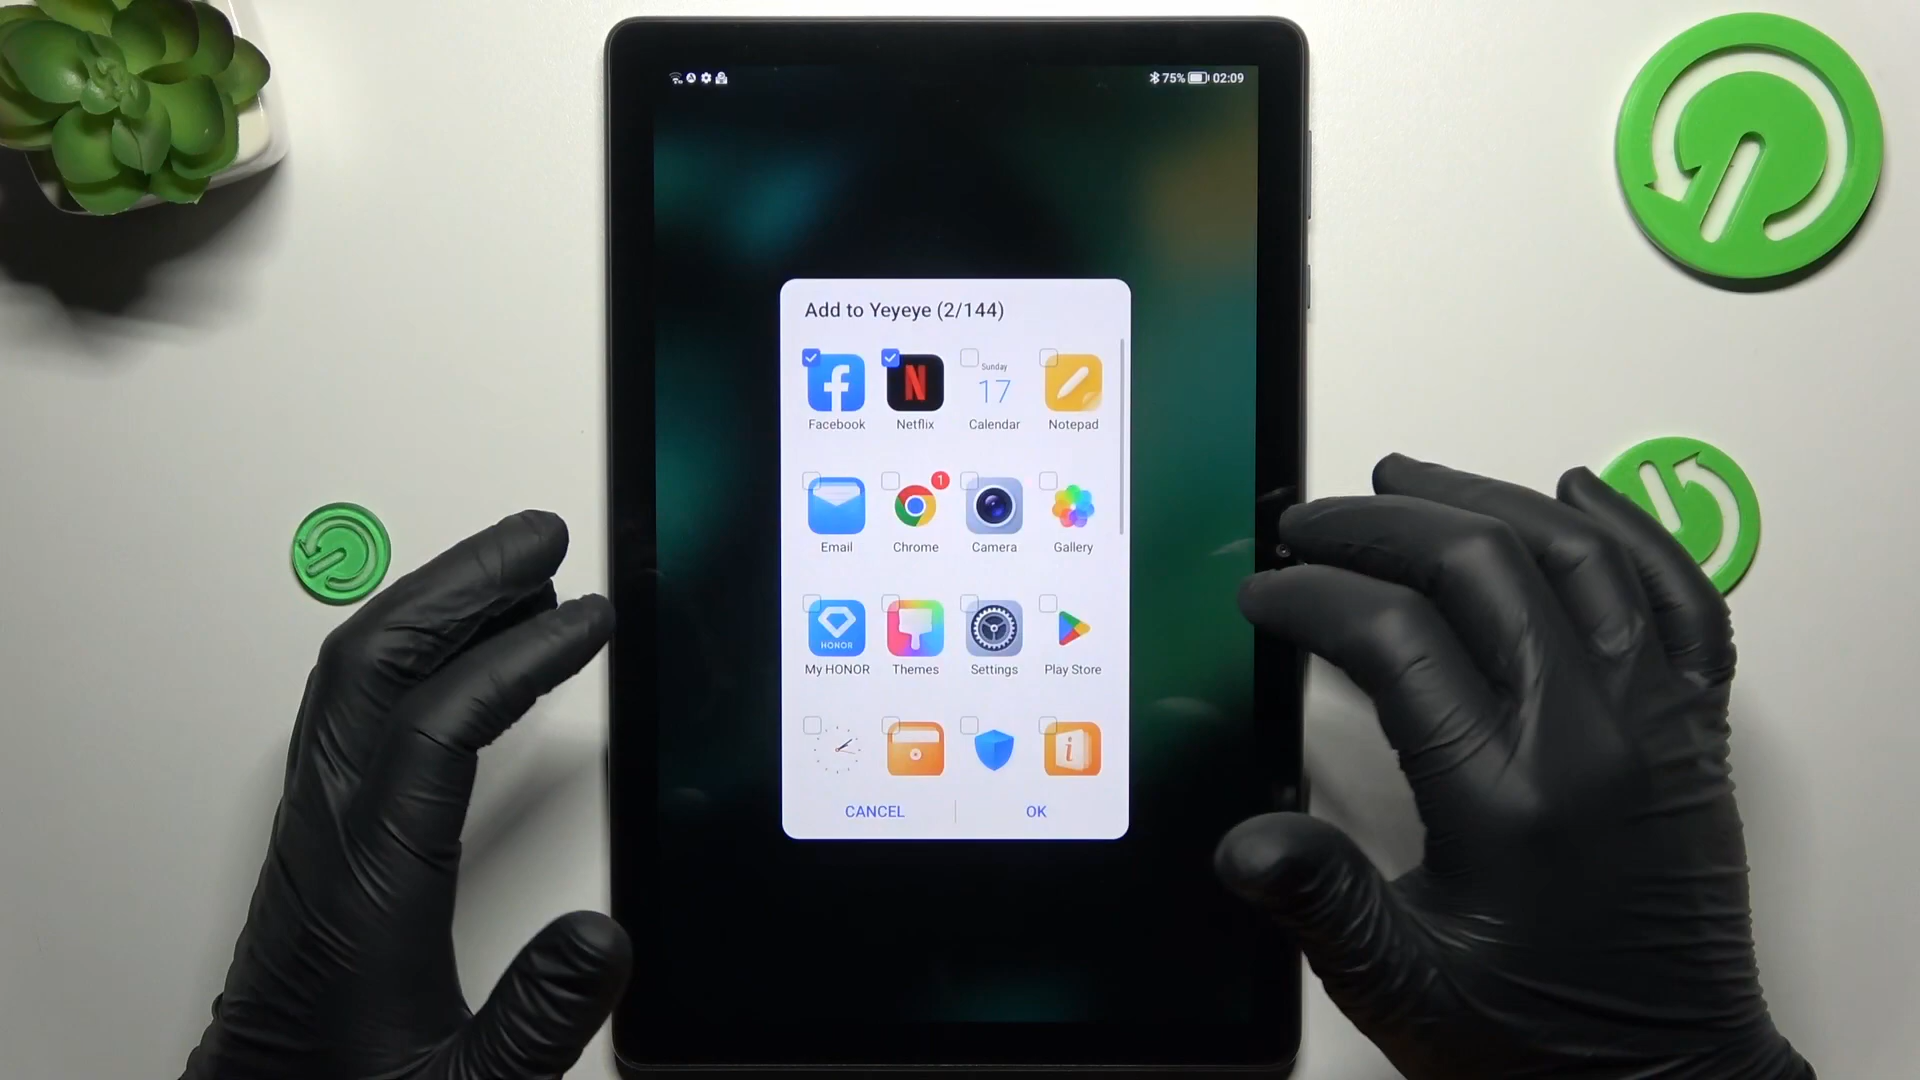 75% 02:09
Add to Yeyeye (2/144)
Sunday
17
Facebook Netflix Calendar Notepad
1
Email Chrome Camera Gallery
HONOR
My HONOR Themes Settings Play Store
CANCEL OK